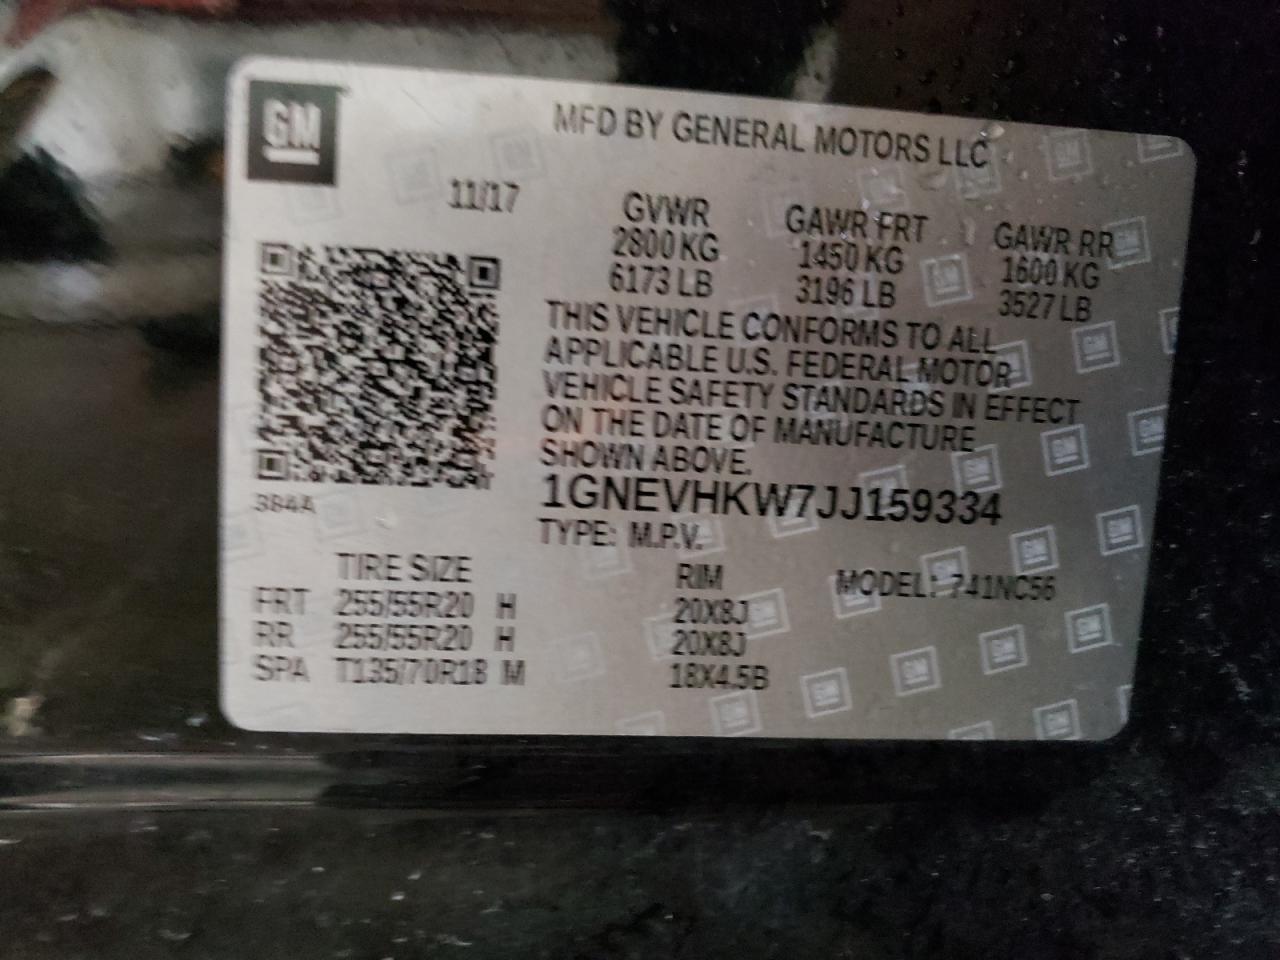 GM
MFD BY GENERAL MOTORS LLC
11/17
GVWR GAWR FRT GAWR RR
2800 KG 1450 KG 1600 KG
6173 LB 3196 LB 3527 LB
THIS VEHICLE CONFORMS TO ALL
APPLICABLE U.S. FEDERAL MOTOR
VEHICLE SAFETY STANDARDS IN EFFECT
ON THE DATE OF MANUFACTURE
SHOWN ABOVE.
384A
1GNEVHKW7JJ159334
TYPE: M.P.V.
TIRE SIZE RIM MODEL: 741NC56
FRT 255/55R20 H 20X8J
RR 255/55R20 H 20X8J
SPA T135/70R18 M 18X4.5B